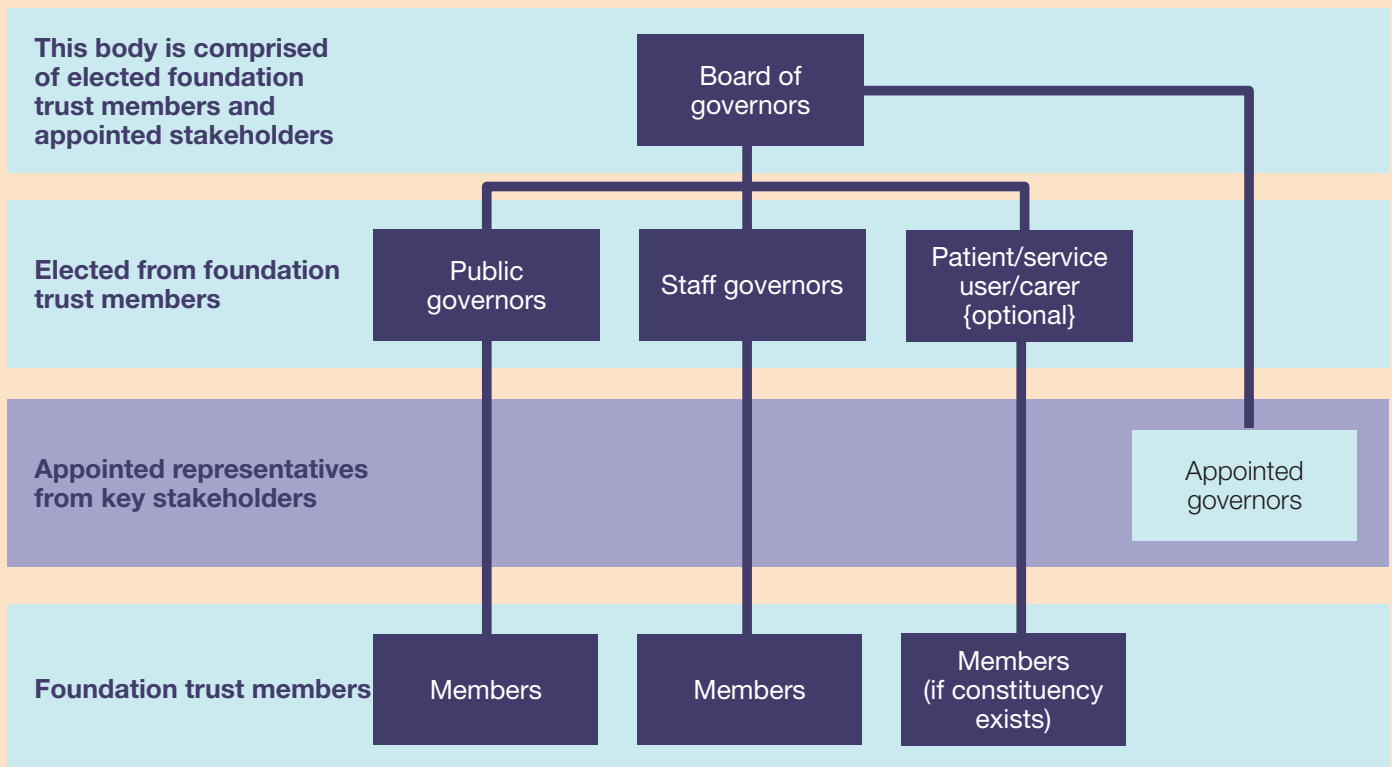 This body is comprised
of elected foundation
trust members and
appointed stakeholders
Board of
governors
Elected from foundation
trust members
Public
governors
Staff governors
Patient/service
user/carer
{optional}
Appointed representatives
from key stakeholders
Appointed
governors
Foundation trust members
Members
Members
Members
(if constituency
exists)